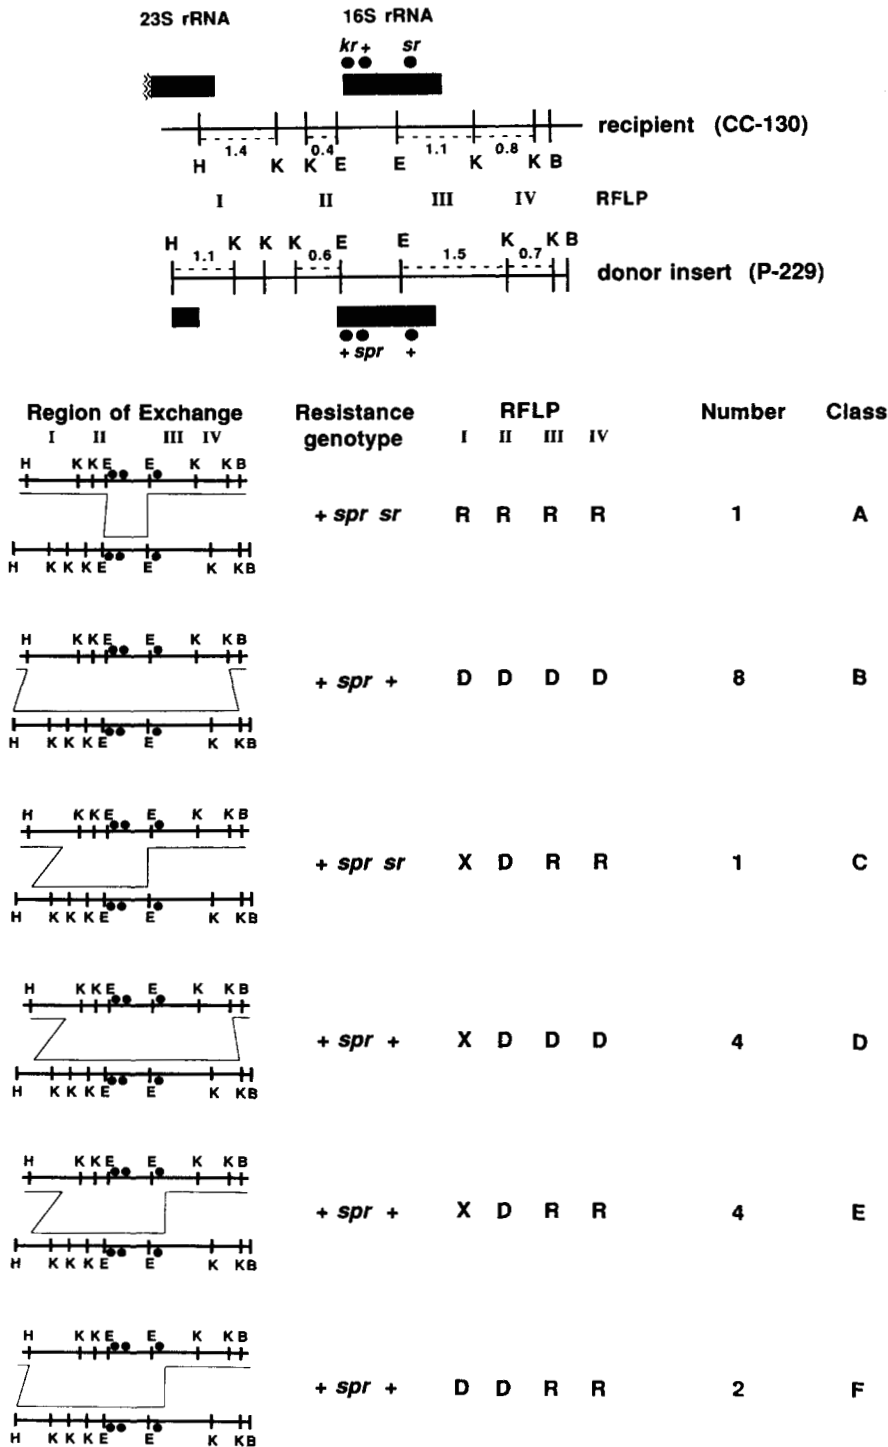 23S rRNA 16S rRNA
kr + sr
recipient (CC-130)
1.4 0.4 1.1 0.8
H K K E E K K B
I II III IV RFLP
H K K K E E K K B
1.1 0.6 1.5 0.7
donor insert (P-229)
+ spr +
Region of Exchange Resistance genotype RFLP Number Class
I II III IV I II III IV
H K K E E K K B
+ spr sr R R R R 1 A
H K K K E E K K B
H K K E E K K B
+ spr + D D D D 8 B
H K K K E E K K B
H K K E E K K B
+ spr sr X D R R 1 C
H K K K E E K K B
H K K E E K K B
+ spr + X D D D 4 D
H K K K E E K K B
H K K E E K K B
+ spr + X D R R 4 E
H K K K E E K K B
H K K E E K K B
+ spr + D D R R 2 F
H K K K E E K K B